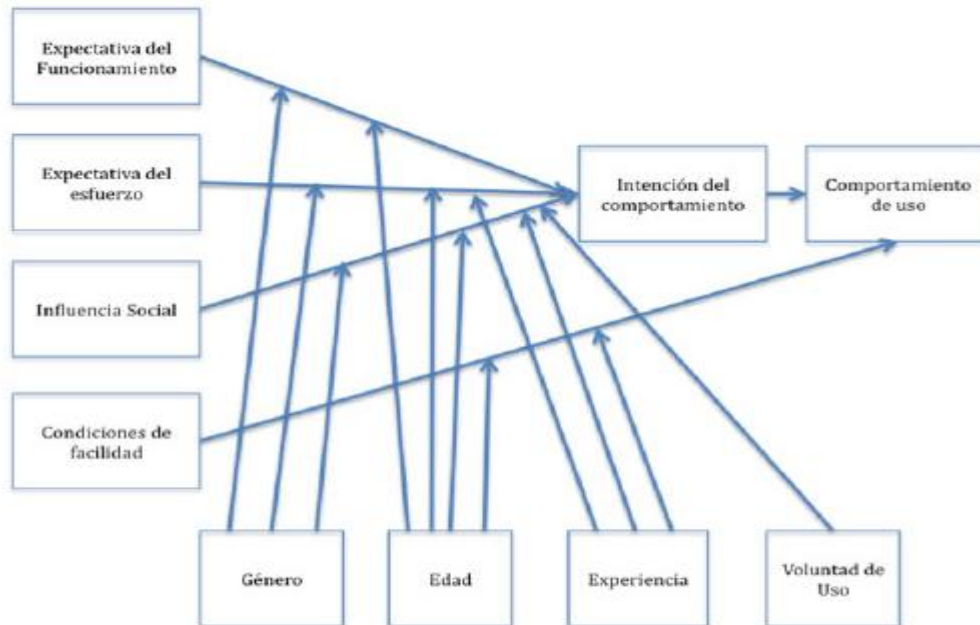 Expectativa del
Funcionamiento
Expectativa del
esfuerzo
Influencia Social
Condiciones de
facilidad
Intención del
comportamiento
Comportamiento
de uso
Género
Edad
Experiencia
Voluntad de
Uso